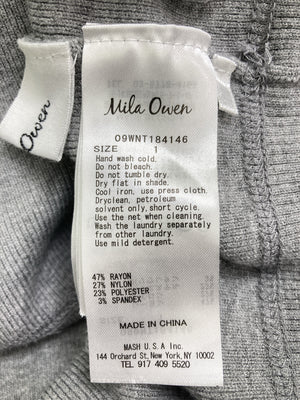 Owen
Mila Owen
09WNT184146
SIZE 1
Hand wash cold.
Do not bleach.
Do not tumble dry.
Dry flat in shade.
Cool iron, use press cloth.
Dryclean, petroleum
solvent only, short cycle.
Use the net when cleaning.
Wash the laundry separately
from other laundry.
Use mild detergent.
47% RAYON
27% NYLON
23% POLYESTER
3% SPANDEX
MADE IN CHINA
MASH U S A Inc.
144 Orchard St, New York, NY, 10002
TEL 917 409 5520